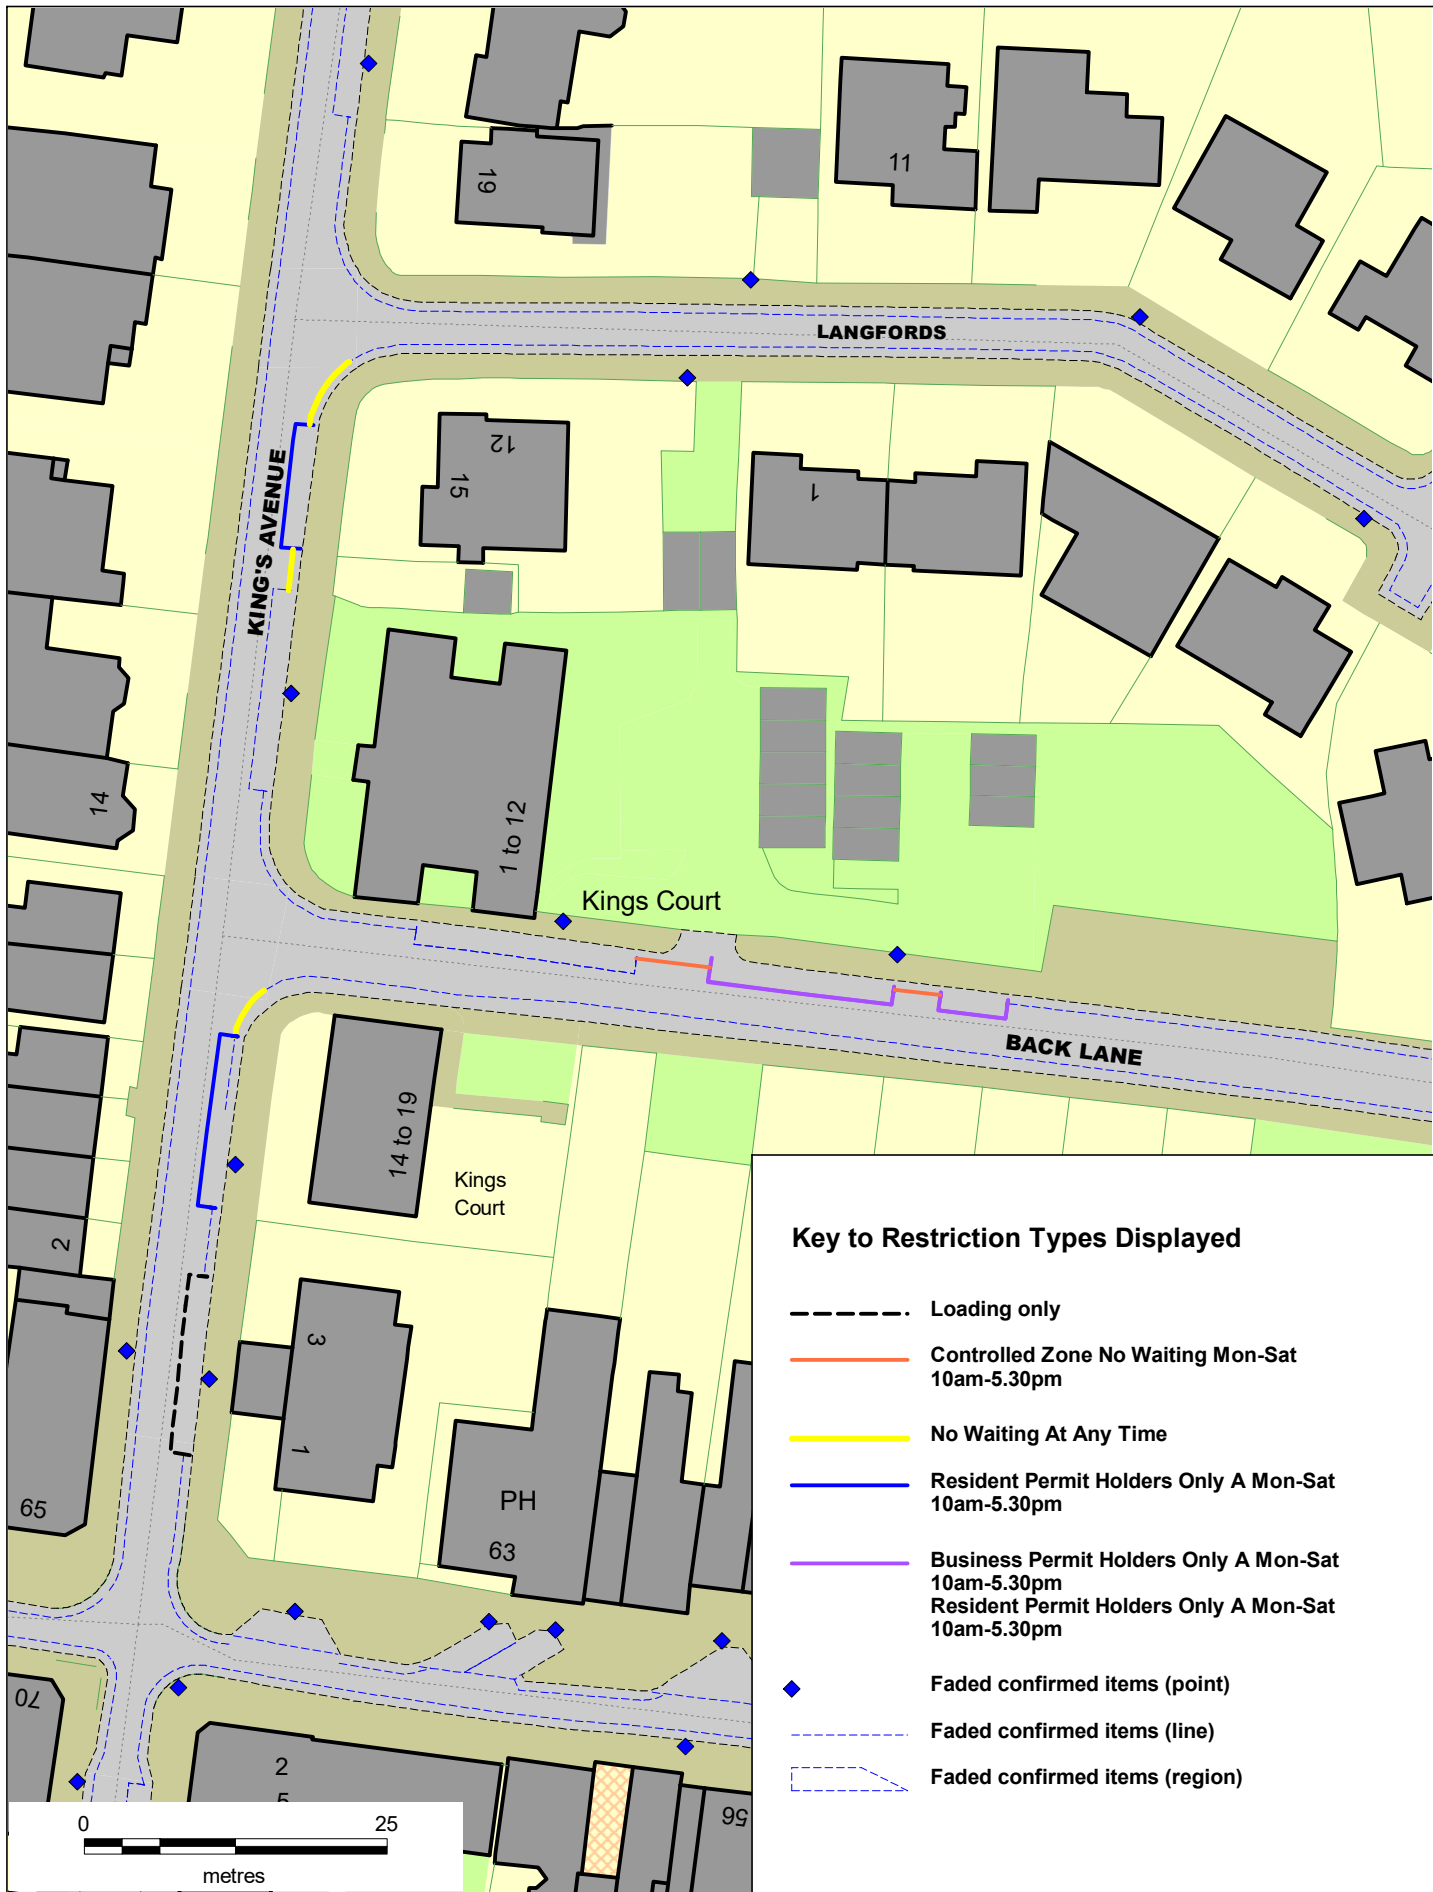 19
11
LANGFORDS
12
15
1
KING'S AVENUE
14
1 to 12
Kings Court
BACK LANE
14 to 19
Kings
Court
2
3
1
65
PH
63
70
2
5
56
0 25
metres
Key to Restriction Types Displayed
Loading only
Controlled Zone No Waiting Mon-Sat
10am-5.30pm
No Waiting At Any Time
Resident Permit Holders Only A Mon-Sat
10am-5.30pm
Business Permit Holders Only A Mon-Sat
10am-5.30pm
Resident Permit Holders Only A Mon-Sat
10am-5.30pm
Faded confirmed items (point)
Faded confirmed items (line)
Faded confirmed items (region)